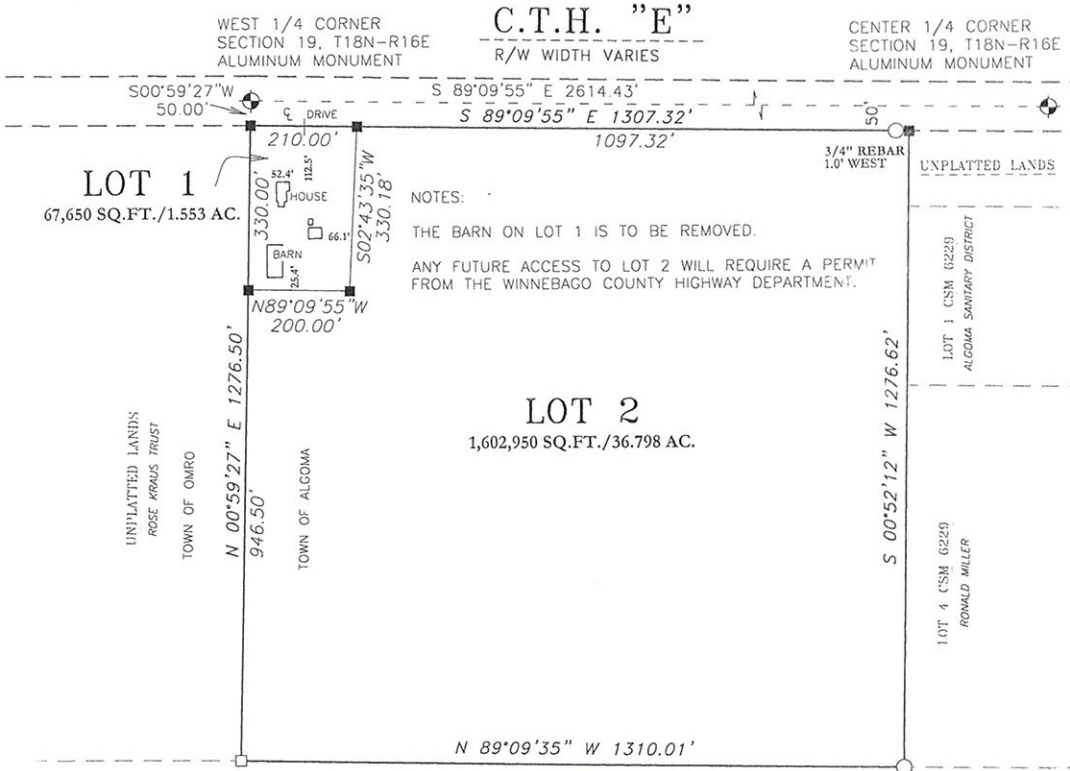 WEST 1/4 CORNER
SECTION 19, T18N-R16E
ALUMINUM MONUMENT
C.T.H. "E"
R/W WIDTH VARIES
CENTER 1/4 CORNER
SECTION 19, T18N-R16E
ALUMINUM MONUMENT
S00°59'27"W
50.00'
S 89°09'55" E 2614.43'
S 89°09'55" E 1307.32'
50'
℄ DRIVE
210.00'
1097.32'
3/4" REBAR
1.0' WEST
UNPLATTED LANDS
LOT 1
67,650 SQ.FT./1.553 AC.
330.00'
52.4'
112.5'
HOUSE
66.1'
BARN
25.4'
S02°43'35"W
330.18'
N89°09'55"W
200.00'
NOTES:
THE BARN ON LOT 1 IS TO BE REMOVED.
ANY FUTURE ACCESS TO LOT 2 WILL REQUIRE A PERMIT
FROM THE WINNEBAGO COUNTY HIGHWAY DEPARTMENT.
LOT 1 CSM 6229
ALGOMA SANITARY DISTRICT
LOT 2
1,602,950 SQ.FT./36.798 AC.
UNPLATTED LANDS
ROSE KRAUS TRUST
TOWN OF OMRO
N 00°59'27" E 1276.50'
946.50'
TOWN OF ALGOMA
S 00°52'12" W 1276.62'
LOT 4 CSM 6229
RONALD MILLER
N 89°09'35" W 1310.01'